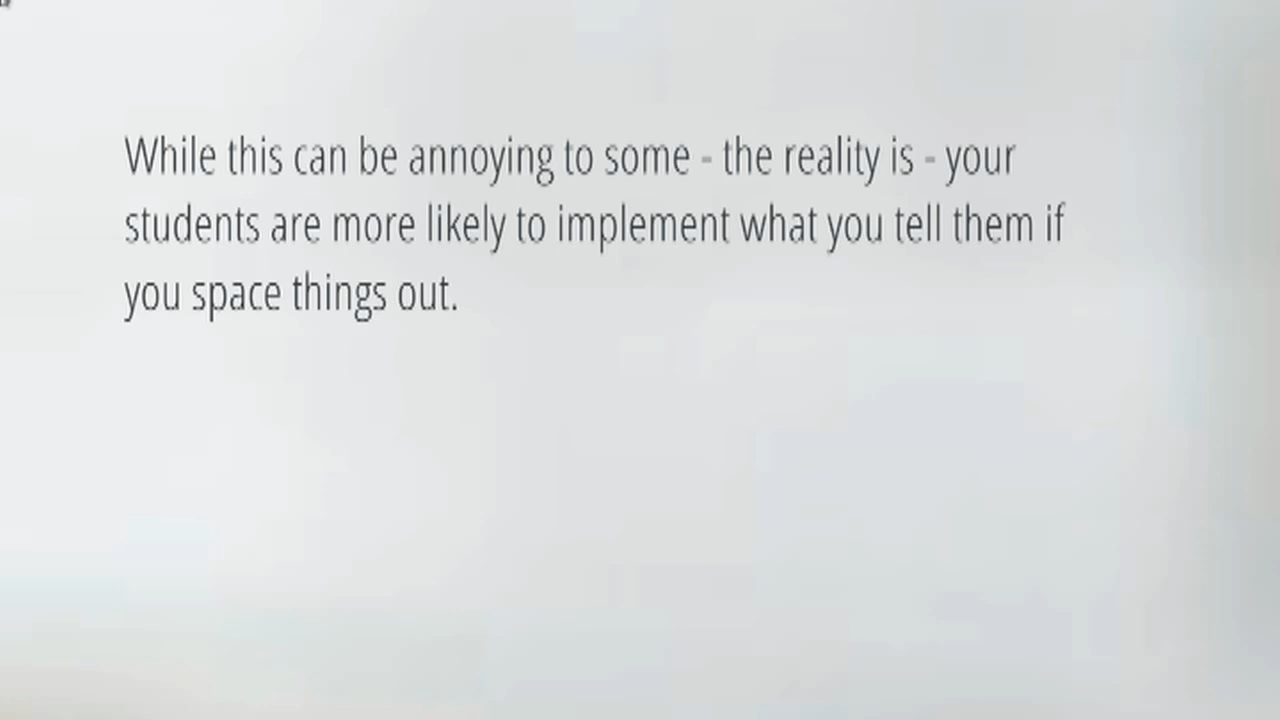 While this can be annoying to some - the reality is - your
students are more likely to implement what you tell them if
you space things out.